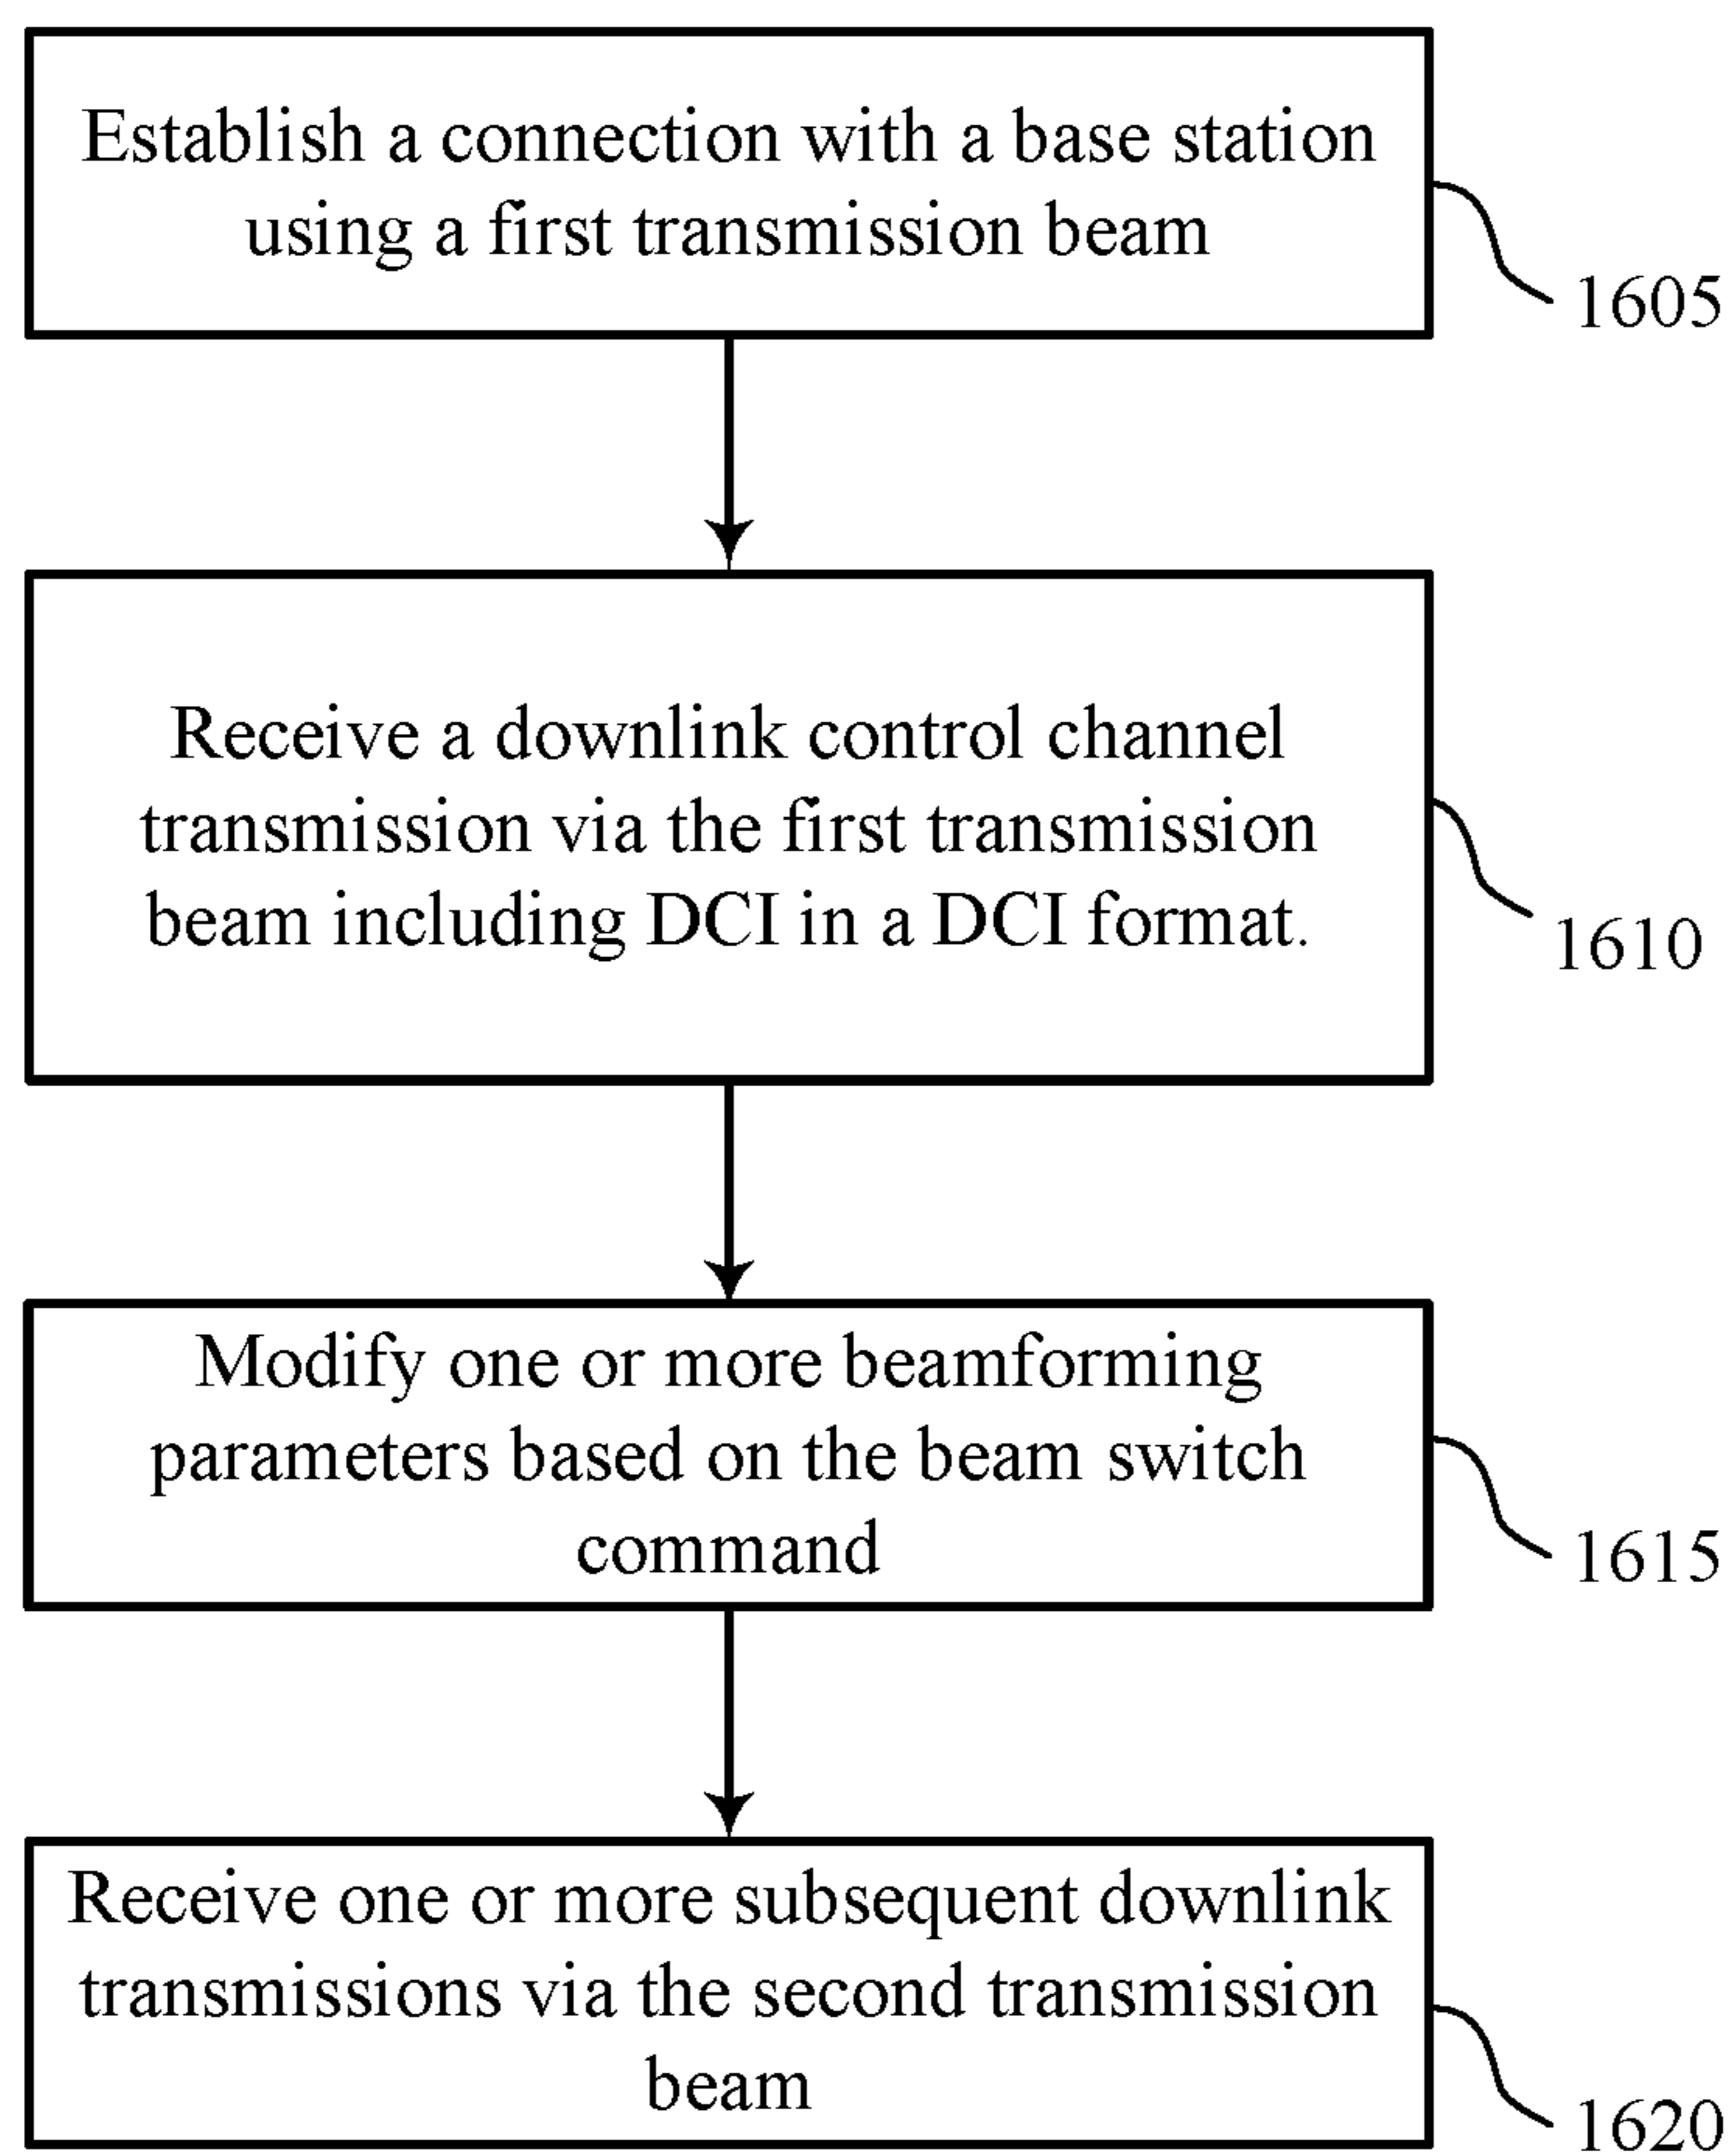 Establish a connection with a base station
using a first transmission beam
1605
Receive a downlink control channel
transmission via the first transmission
beam including DCI in a DCI format.
1610
Modify one or more beamforming
parameters based on the beam switch
command
1615
Receive one or more subsequent downlink
transmissions via the second transmission
beam
1620